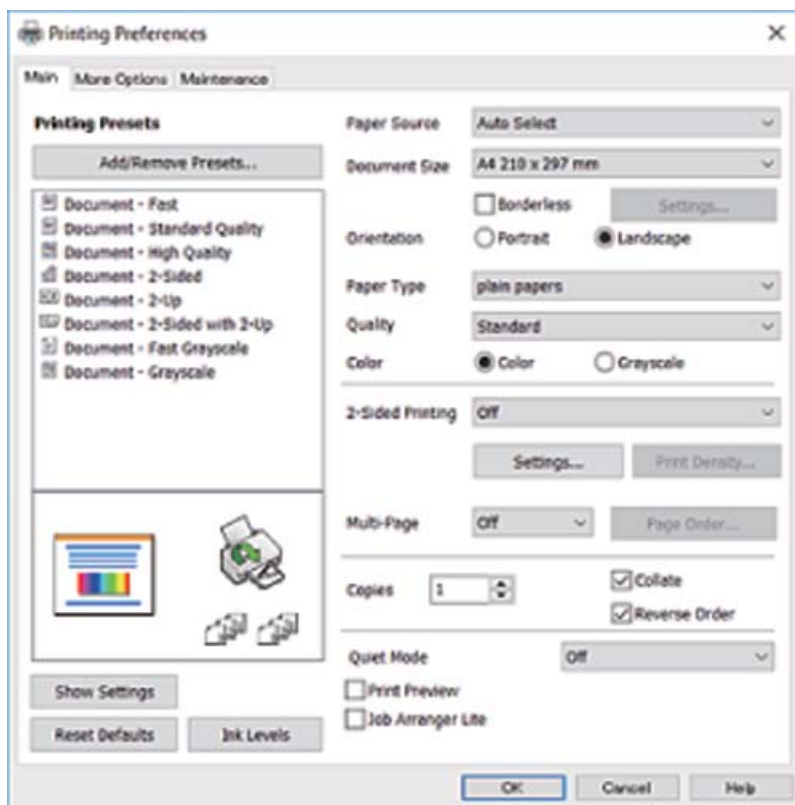 Printing Preferences
Main
More Options
Maintenance
Printing Presets
Add/Remove Presets...
Document - Fast
Document - Standard Quality
Document - High Quality
Document - 2-Sided
Document - 2-Up
Document - 2-Sided with 2-Up
Document - Fast Grayscale
Document - Grayscale
Show Settings
Reset Defaults
Ink Levels
Paper Source
Auto Select
Document Size
A4 210 x 297 mm
Borderless
Settings...
Orientation
Portrait
Landscape
Paper Type
plain papers
Quality
Standard
Color
Color
Grayscale
2-Sided Printing
Off
Settings...
Print Density...
Multi-Page
Off
Page Order...
Copies
1
Collate
Reverse Order
Quiet Mode
Off
Print Preview
Job Arranger Lite
OK
Cancel
Help